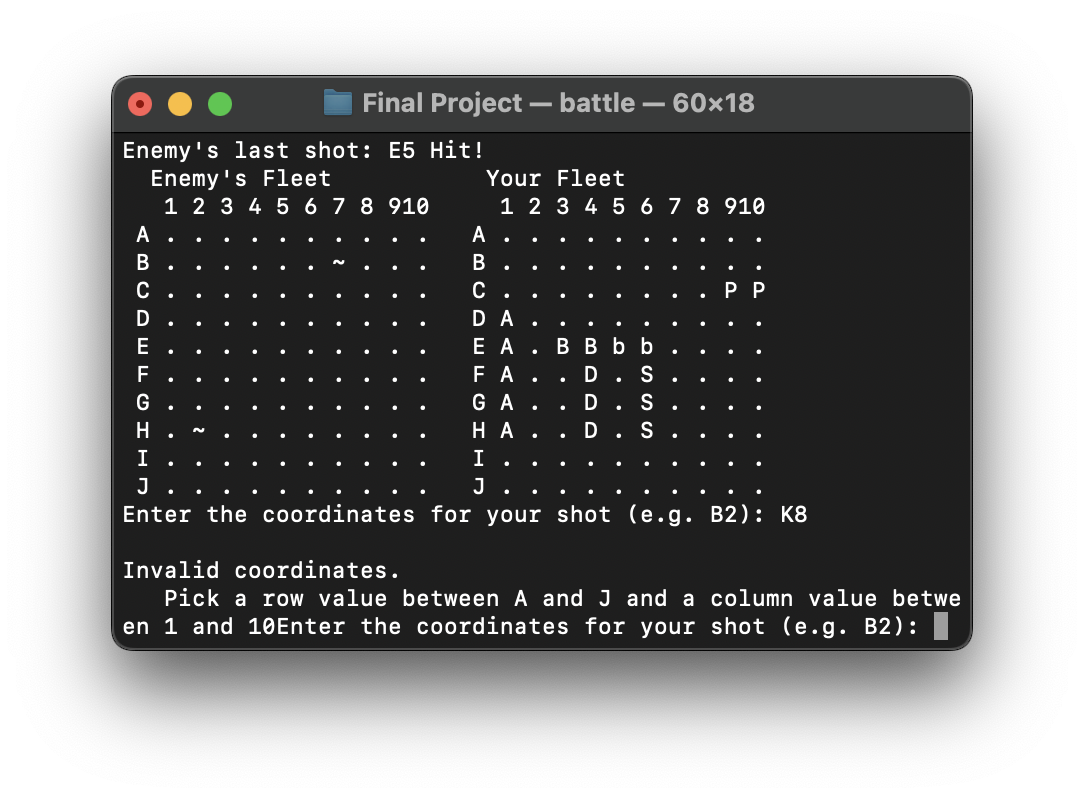 Final Project — battle — 60×18
Enemy's last shot: E5 Hit!
  Enemy's Fleet           Your Fleet
   1 2 3 4 5 6 7 8 910     1 2 3 4 5 6 7 8 910
 A . . . . . . . . . .   A . . . . . . . . . .
 B . . . . . . ~ . . .   B . . . . . . . . . .
 C . . . . . . . . . .   C . . . . . . . . P P
 D . . . . . . . . . .   D A . . . . . . . . .
 E . . . . . . . . . .   E A . B B b b . . . .
 F . . . . . . . . . .   F A . . D . S . . . .
 G . . . . . . . . . .   G A . . D . S . . . .
 H . ~ . . . . . . . .   H A . . D . S . . . .
 I . . . . . . . . . .   I . . . . . . . . . .
 J . . . . . . . . . .   J . . . . . . . . . .
Enter the coordinates for your shot (e.g. B2): K8
Invalid coordinates.
   Pick a row value between A and J and a column value betwe
en 1 and 10Enter the coordinates for your shot (e.g. B2):